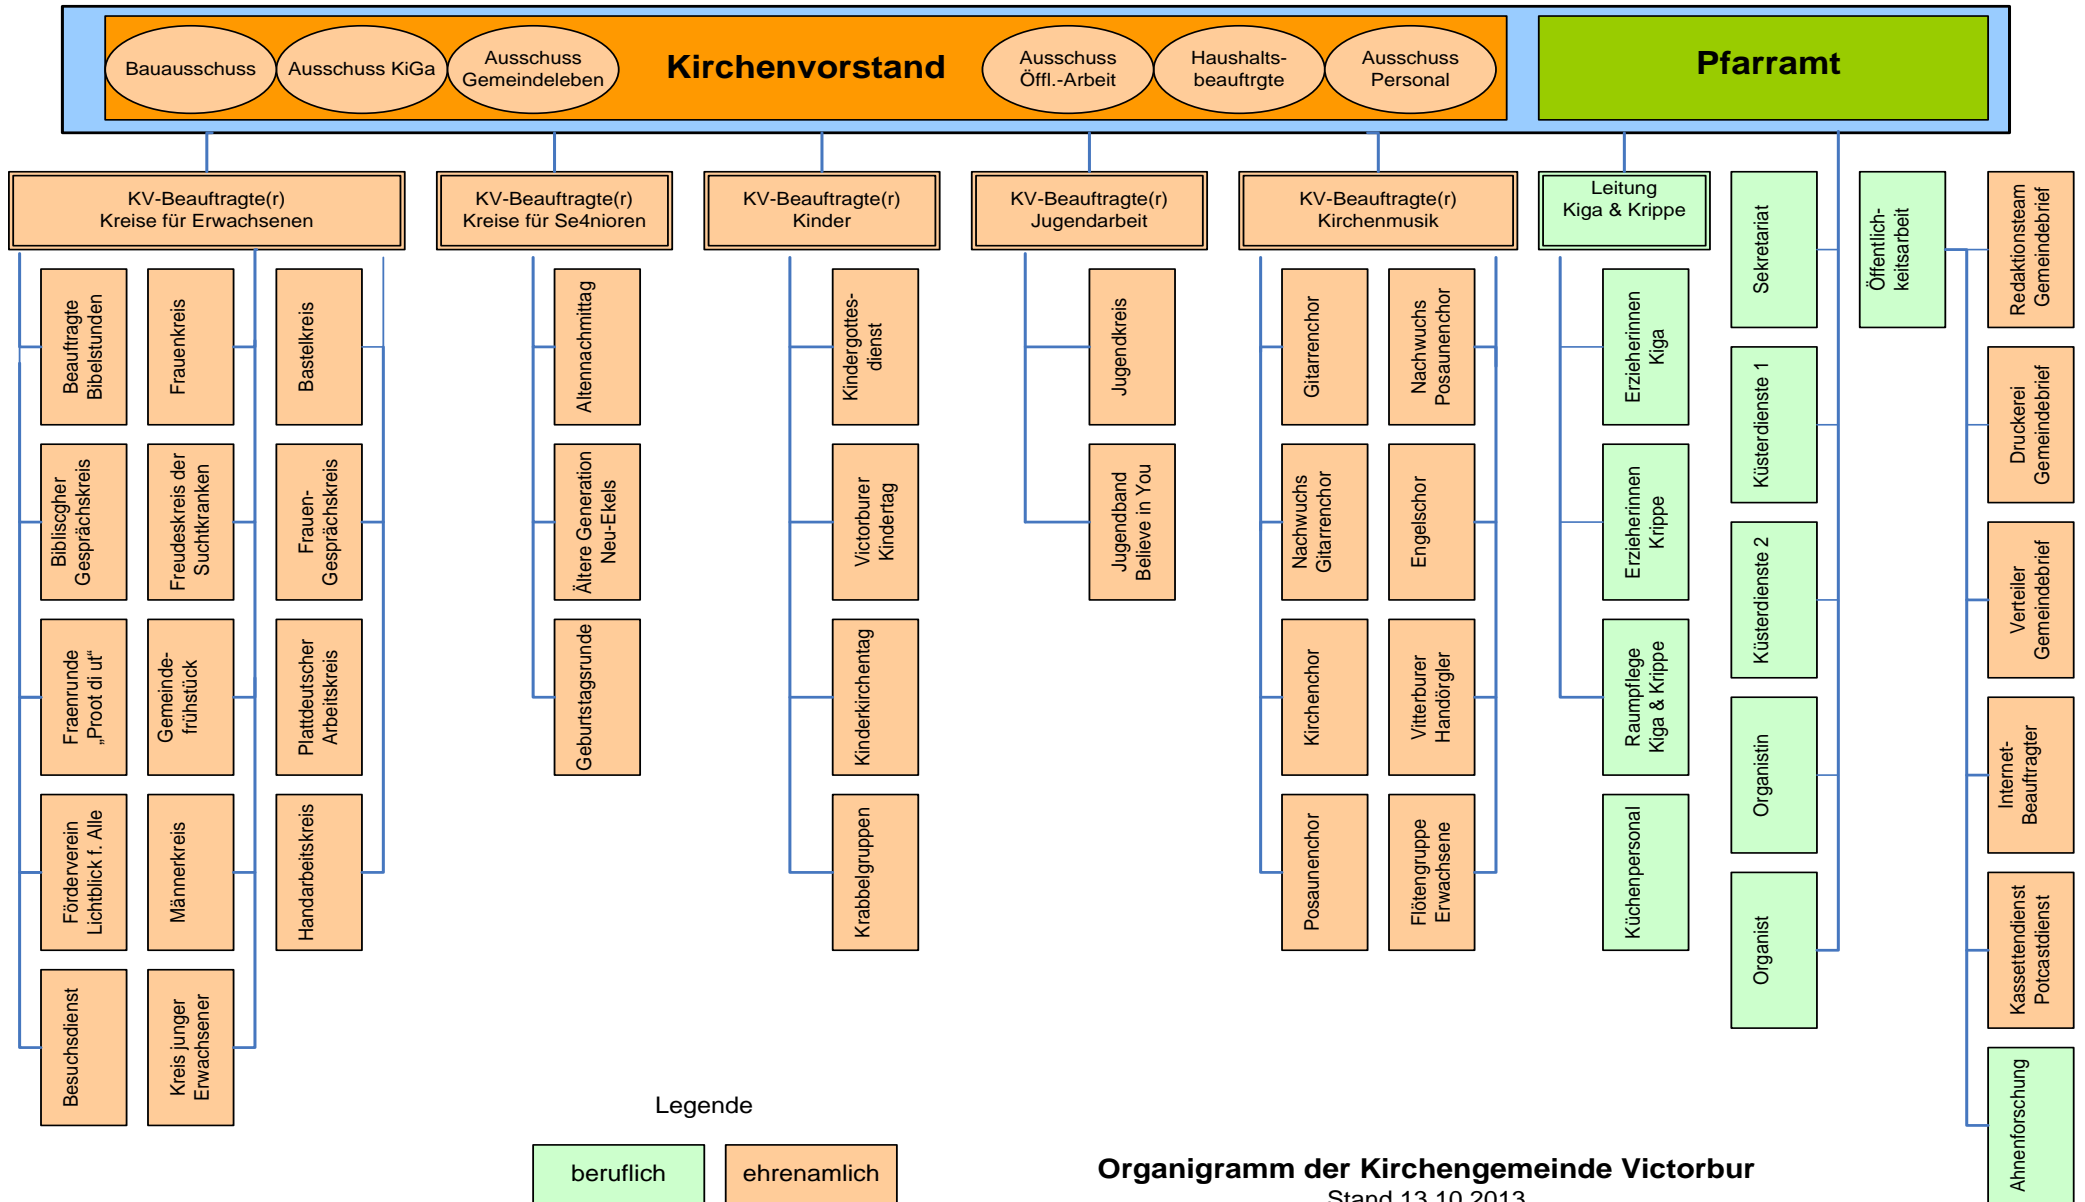 Bauausschuss
Ausschuss KiGa
Ausschuss
Gemeindeleben
Kirchenvorstand
Ausschuss
Öffl.-Arbeit
Haushalts-
beauftrgte
Ausschuss
Personal
Pfarramt
KV-Beauftragte(r)
Kreise für Erwachsenen
KV-Beauftragte(r)
Kreise für Se4nioren
KV-Beauftragte(r)
Kinder
KV-Beauftragte(r)
Jugendarbeit
KV-Beauftragte(r)
Kirchenmusik
Leitung
Kiga & Krippe
Sekretariat
Öffentlich-
keitsarbeit
Redaktionsteam
Gemeindebrief
Beauftragte
Bibelstunden
Frauenkreis
Bastelkreis
Altennachmittag
Kindergottes-
dienst
Jugendkreis
Gitarrenchor
Nachwuchs
Posaunenchor
Erzieherinnen
Kiga
Küsterdienste 1
Druckerei
Gemeindebrief
Bibliscgher
Gesprächskreis
Freudeskreis der
Suchtkranken
Frauen-
Gesprächskreis
Ältere Generation
Neu-Ekels
Victorburer
Kindertag
Jugendband
Believe in You
Nachwuchs
Gitarrenchor
Engelschor
Erzieherinnen
Krippe
Küsterdienste 2
Verteiler
Gemeindebrief
Fraenrunde
„Proot di ut“
Gemeinde-
frühstück
Plattdeutscher
Arbeitskreis
Geburtstagsrunde
Kinderkirchentag
Kirchenchor
Vitterburer
Handörgler
Raumpflege
Kiga & Krippe
Organistin
Internet-
Beauftragter
Förderverein
Lichtblick f. Alle
Männerkreis
Handarbeitskreis
Krabbelgruppen
Posaunenchor
Flötengruppe
Erwachsene
Küchenpersonal
Organist
Kassettendienst
Potcastdienst
Besuchsdienst
Kreis junger
Erwachsener
Ahnenforschung
Legende
beruflich
ehrenamlich
Organigramm der Kirchengemeinde Victorbur
Stand 13.10.2013